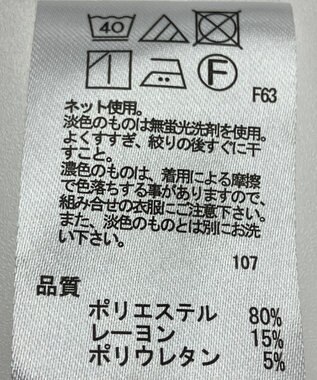 40
F
F63
ネット使用。
淡色のものは無蛍光洗剤を使用。
よくすすぎ、絞りの後すぐに干
すこと。
濃色のものは、着用による摩擦
で色落ちする事がありますので、
組み合せの衣服にご注意下さい。
また、淡色のものとは別にお洗
い下さい。
107
品質
ポリエステル 80%
レーヨン 15%
ポリウレタン 5%